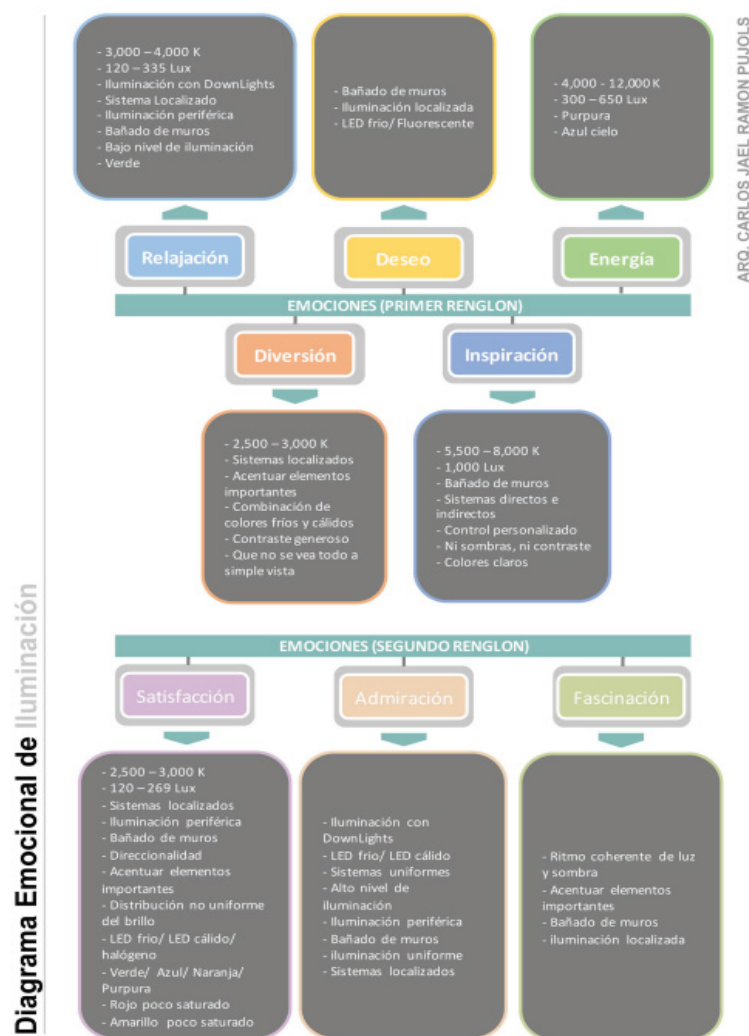 Diagrama Emocional de Iluminación
ARQ. CARLOS JAEL RAMON PUJOLS
- 3,000 – 4,000 K
- 120 – 335 Lux
- Iluminación con DownLights
- Sistema Localizado
- Iluminación periférica
- Bañado de muros
- Bajo nivel de iluminación
- Verde
- Bañado de muros
- Iluminación localizada
- LED frio/ Fluorescente
- 4,000 - 12,000 K
- 300 – 650 Lux
- Purpura
- Azul cielo
Relajación
Deseo
Energía
EMOCIONES (PRIMER RENGLON)
Diversión
Inspiración
- 2,500 – 3,000 K
- Sistemas localizados
- Acentuar elementos
importantes
- Combinación de
colores fríos y cálidos
- Contraste generoso
- Que no se vea todo a
simple vista
- 5,500 – 8,000 K
- 1,000 Lux
- Bañado de muros
- Sistemas directos e
indirectos
- Control personalizado
- Ni sombras, ni contraste
- Colores claros
EMOCIONES (SEGUNDO RENGLON)
Satisfacción
Admiración
Fascinación
- 2,500 – 3,000 K
- 120 – 269 Lux
- Sistemas localizados
- Iluminación periférica
- Bañado de muros
- Direccionalidad
- Acentuar elementos
importantes
- Distribución no uniforme
del brillo
- LED frio/ LED cálido/
halógeno
- Verde/ Azul/ Naranja/
Purpura
- Rojo poco saturado
- Amarillo poco saturado
- Iluminación con
DownLights
- LED frio/ LED cálido
- Sistemas uniformes
- Alto nivel de
iluminación
- Iluminación periférica
- Bañado de muros
- iluminación uniforme
- Sistemas localizados
- Ritmo coherente de luz
y sombra
- Acentuar elementos
importantes
- Bañado de muros
- iluminación localizada